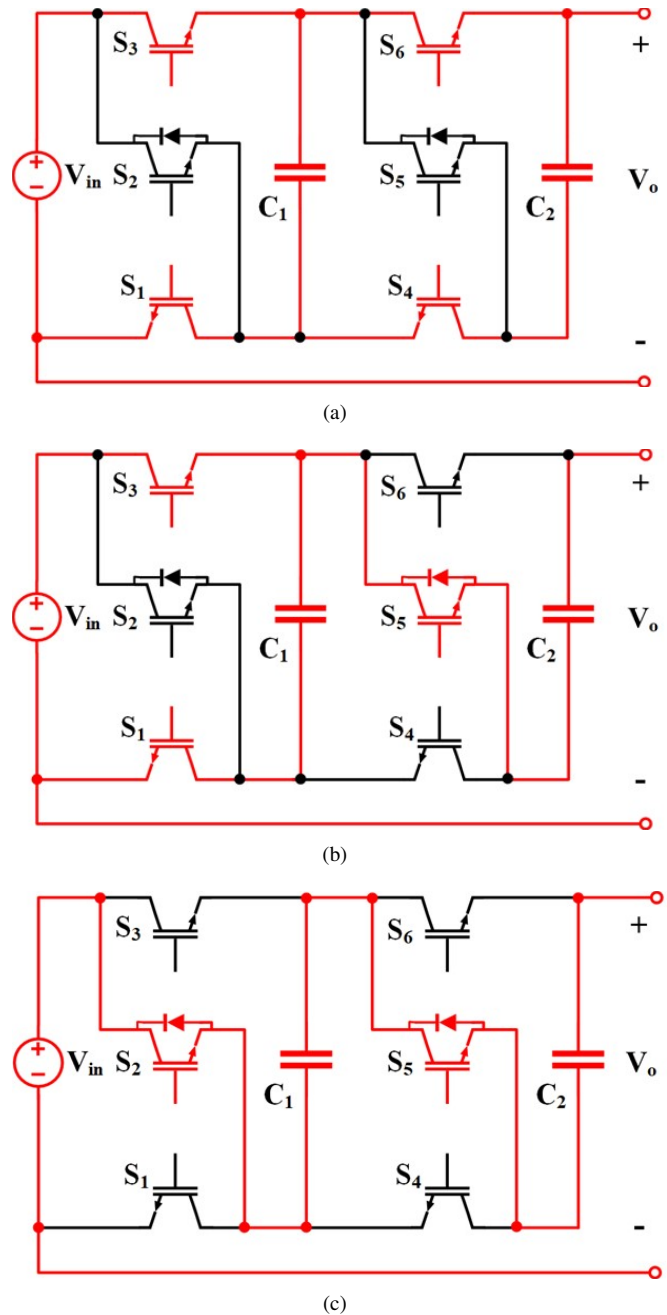 S3 S6 +
Vin S2 C1 S5 C2 Vo
S1 S4 -
(a)
S3 S6 +
Vin S2 C1 S5 C2 Vo
S1 S4 -
(b)
S3 S6 +
Vin S2 C1 S5 C2 Vo
S1 S4 -
(c)